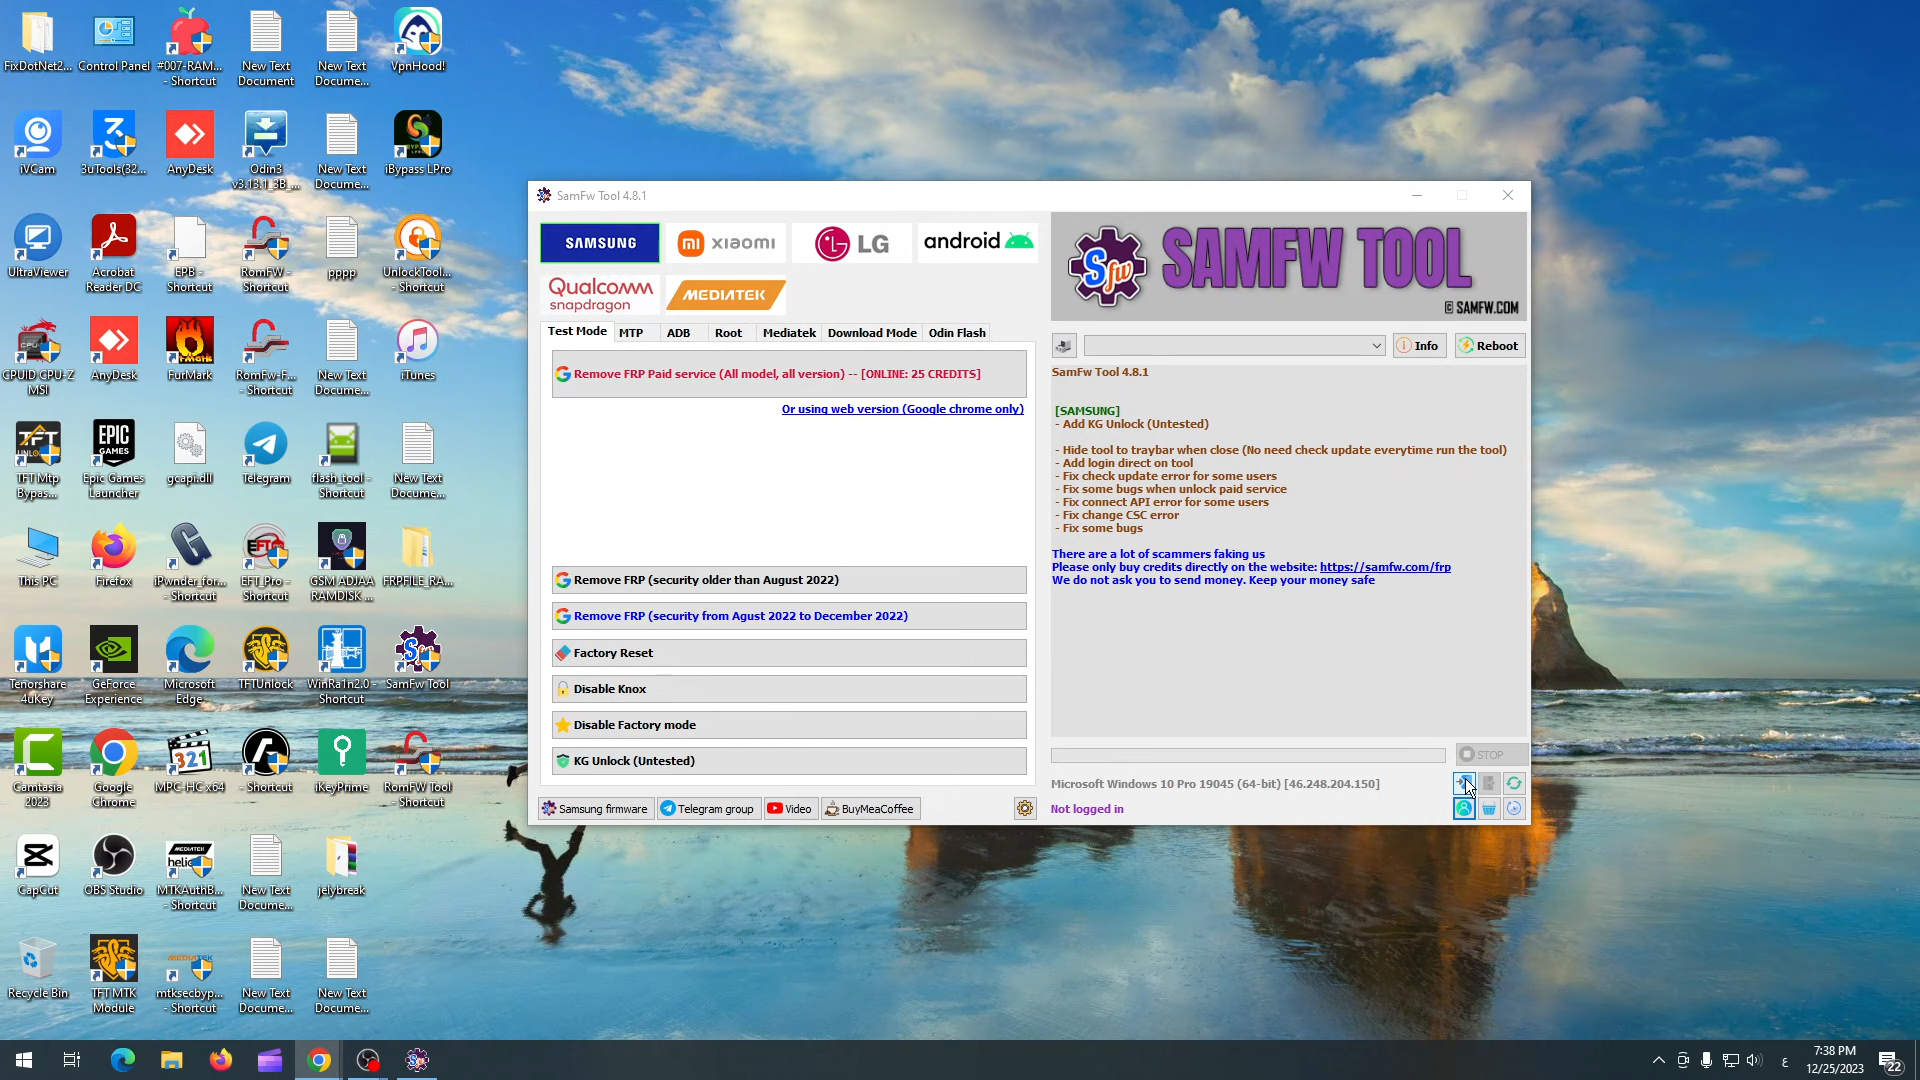 FixDotNet2...
Control Panel
#007-RAM...
- Shortcut
New Text
Document
New Text
Docume...
VpnHood!
iVCam
3uTools(32...
AnyDesk
Odin3
v3.13.1_3B_...
New Text
Docume...
iBypass LPro
UltraViewer
Acrobat
Reader DC
EPB -
Shortcut
RomFW -
Shortcut
pppp
UnlockTool...
- Shortcut
CPUID CPU-Z
MSI
AnyDesk
FurMark
RomFw-F...
- Shortcut
New Text
Docume...
iTunes
TFT Mtp
Bypas...
Epic Games
Launcher
gcapi.dll
Telegram
flash_tool -
Shortcut
New Text
Docume...
This PC
Firefox
iPwnder_for...
- Shortcut
EFT_Pro -
Shortcut
GSM ADJAA
RAMDISK ...
FRPFILE_RA...
Tenorshare
4uKey
GeForce
Experience
Microsoft
Edge
TFTUnlock
WinRa1n2.0 -
Shortcut
SamFw Tool
Camtasia
2023
Google
Chrome
MPC-HC x64
- Shortcut
iKeyPrime
RomFW Tool
- Shortcut
CapCut
OBS Studio
MTKAuthB...
- Shortcut
New Text
Docume...
jelybreak
Recycle Bin
TFT MTK
Module
mtksecbyp...
- Shortcut
New Text
Docume...
New Text
Docume...
SamFw Tool 4.8.1
SAMSUNG
xiaomi
LG
android
Qualcomm
snapdragon
MEDIATEK
Test Mode
MTP
ADB
Root
Mediatek
Download Mode
Odin Flash
Remove FRP Paid service (All model, all version) -- [ONLINE: 25 CREDITS]
Or using web version (Google chrome only)
Remove FRP (security older than August 2022)
Remove FRP (security from Agust 2022 to December 2022)
Factory Reset
Disable Knox
Disable Factory mode
KG Unlock (Untested)
Samsung firmware
Telegram group
Video
BuyMeaCoffee
Sfw
SAMFW TOOL
© SAMFW.COM
Info
Reboot
SamFw Tool 4.8.1
[SAMSUNG]
- Add KG Unlock (Untested)
- Hide tool to traybar when close (No need check update everytime run the tool)
- Add login direct on tool
- Fix check update error for some users
- Fix some bugs when unlock paid service
- Fix connect API error for some users
- Fix change CSC error
- Fix some bugs
There are a lot of scammers faking us
Please only buy credits directly on the website: https://samfw.com/frp
We do not ask you to send money. Keep your money safe
STOP
Microsoft Windows 10 Pro 19045 (64-bit) [46.248.204.150]
Not logged in
ع
7:38 PM
12/25/2023
22